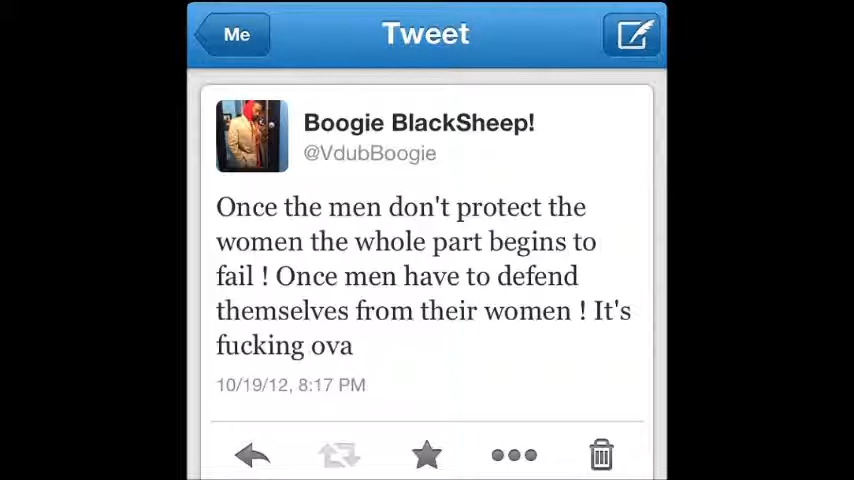 Me
Tweet
Boogie BlackSheep!
@VdubBoogie
Once the men don't protect the
women the whole part begins to
fail ! Once men have to defend
themselves from their women ! It's
fucking ova
10/19/12, 8:17 PM